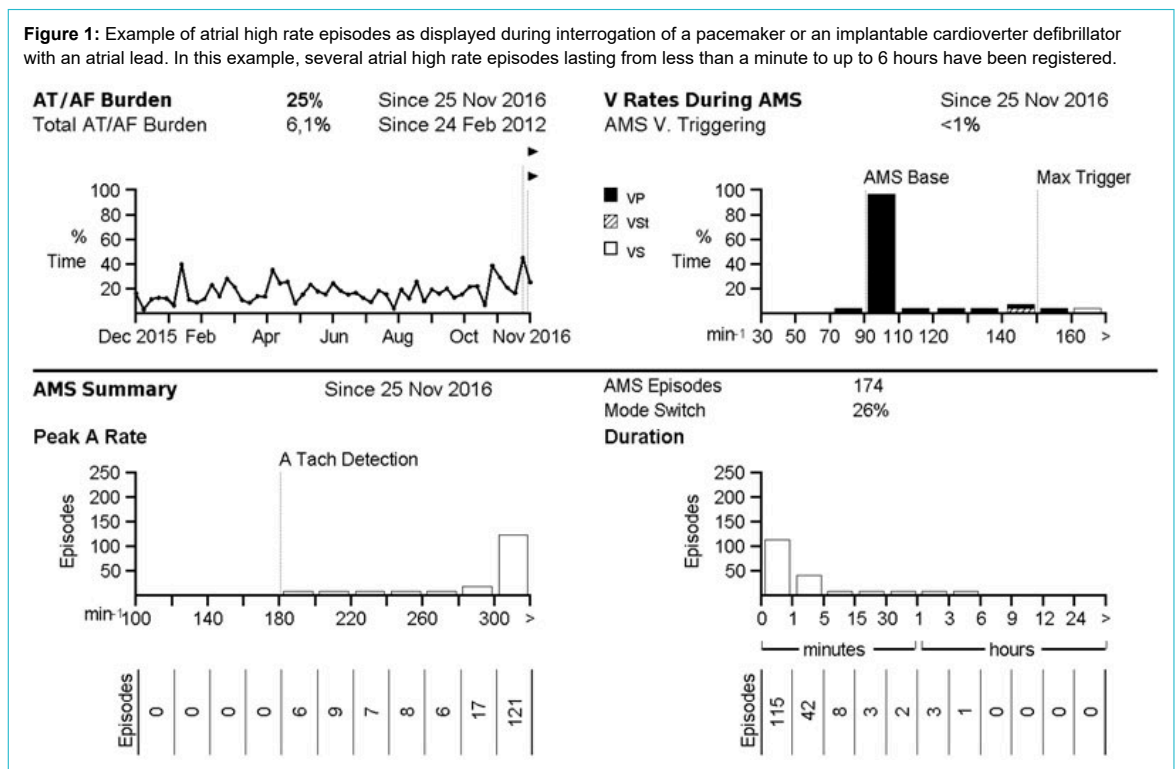 Figure 1: Example of atrial high rate episodes as displayed during interrogation of a pacemaker or an implantable cardioverter defibrillator
with an atrial lead. In this example, several atrial high rate episodes lasting from less than a minute to up to 6 hours have been registered.
AT/AF Burden 25% Since 25 Nov 2016
Total AT/AF Burden 6,1% Since 24 Feb 2012
100
80
% 60
Time 40
20
Dec 2015 Feb Apr Jun Aug Oct Nov 2016
V Rates During AMS Since 25 Nov 2016
AMS V. Triggering <1%
VP
VSt
VS
AMS Base Max Trigger
100
80
% 60
Time 40
20
min-1 30 50 70 90 110 120 140 160 >
AMS Summary Since 25 Nov 2016
Peak A Rate
A Tach Detection
Episodes
250
200
150
100
50
min-1 100 140 180 220 260 300 >
Episodes 0 0 0 0 6 9 7 8 6 17 121
AMS Episodes 174
Mode Switch 26%
Duration
Episodes
250
200
150
100
50
0 1 5 15 30 1 3 6 9 12 24 >
minutes hours
Episodes 115 42 8 3 2 3 1 0 0 0 0